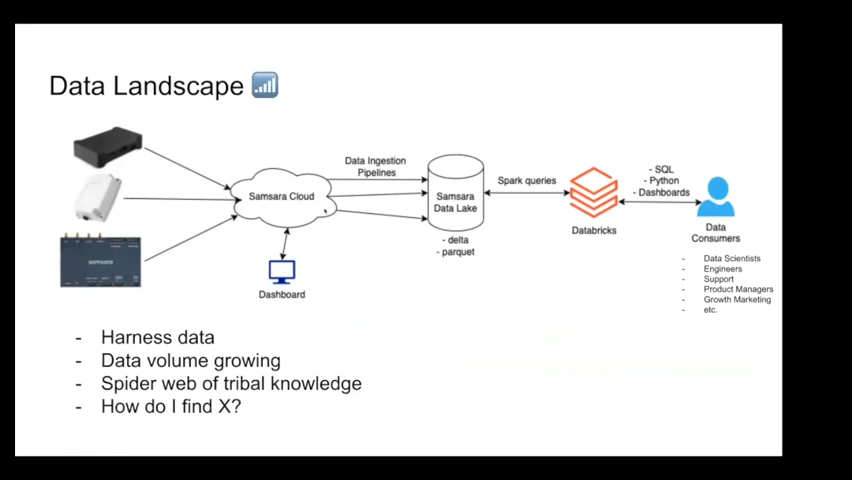 Data Landscape
Data Ingestion
Pipelines
Samsara Cloud
samsara
Dashboard
Samsara
Data Lake
- delta
- parquet
Spark queries
Databricks
- SQL
- Python
- Dashboards
Data
Consumers
- Data Scientists
- Engineers
- Support
- Product Managers
- Growth Marketing
- etc.
- Harness data
- Data volume growing
- Spider web of tribal knowledge
- How do I find X?